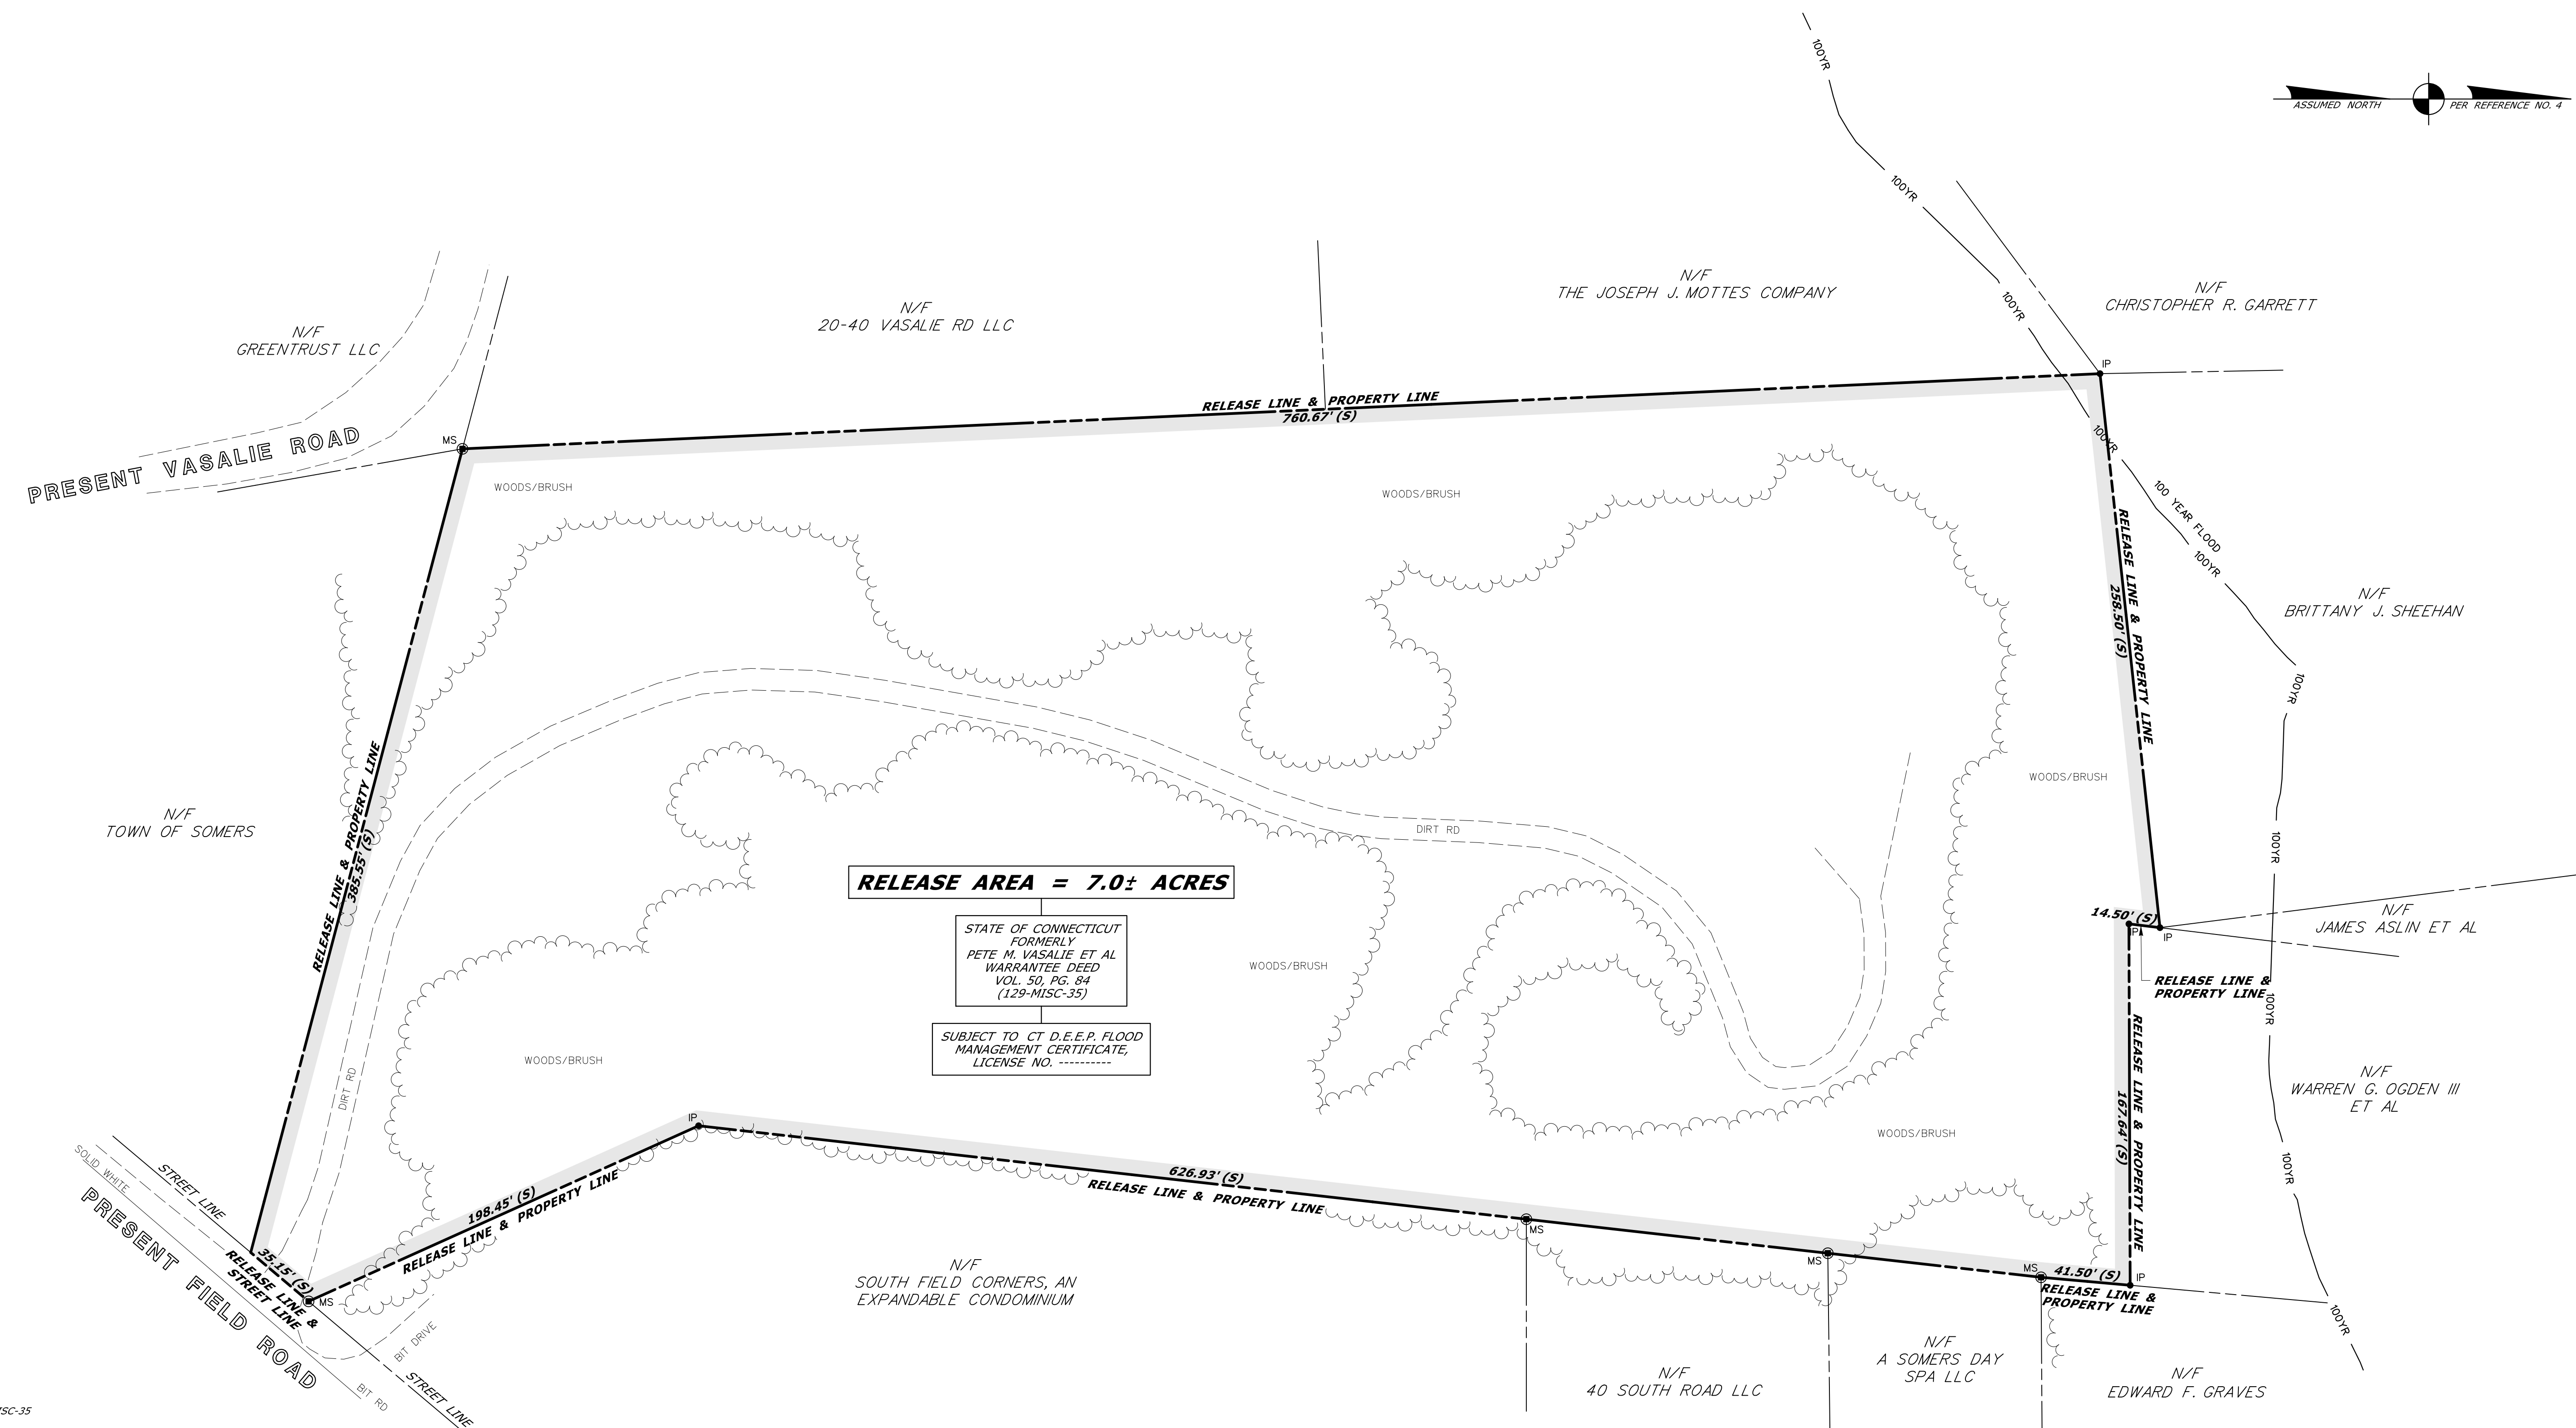 100YR
ASSUMED NORTH
PER REFERENCE NO. 4
100YR
N/F
THE JOSEPH J. MOTTES COMPANY
N/F
CHRISTOPHER R. GARRETT
100YR
N/F
20-40 VASALIE RD LLC
N/F
GREENTRUST LLC
IP
RELEASE LINE & PROPERTY LINE
760.67' (S)
PRESENT VASALIE ROAD
MS
100YR
WOODS/BRUSH
WOODS/BRUSH
100 YEAR FLOOD
100YR
RELEASE LINE & PROPERTY LINE
258.50' (S)
N/F
BRITTANY J. SHEEHAN
100YR
WOODS/BRUSH
N/F
TOWN OF SOMERS
RELEASE LINE & PROPERTY LINE
385.55' (S)
DIRT RD
100YR
RELEASE AREA = 7.0± ACRES
STATE OF CONNECTICUT
FORMERLY
PETE M. VASALIE ET AL
WARRANTEE DEED
VOL. 50, PG. 84
(129-MISC-35)
SUBJECT TO CT D.E.E.P. FLOOD
MANAGEMENT CERTIFICATE,
LICENSE NO. ----------
WOODS/BRUSH
14.50' (S)
IP
IP
N/F
JAMES ASLIN ET AL
RELEASE LINE &
PROPERTY LINE
100YR
RELEASE LINE & PROPERTY LINE
167.64' (S)
N/F
WARREN G. OGDEN III
ET AL
WOODS/BRUSH
DIRT RD
IP
WOODS/BRUSH
100YR
SOLID WHITE
STREET LINE
PRESENT FIELD ROAD
198.45' (S)
RELEASE LINE & PROPERTY LINE
626.93' (S)
RELEASE LINE & PROPERTY LINE
MS
MS
MS
41.50' (S)
IP
RELEASE LINE &
PROPERTY LINE
35.15' (S)
RELEASE LINE &
STREET LINE
MS
N/F
SOUTH FIELD CORNERS, AN
EXPANDABLE CONDOMINIUM
BIT DRIVE
100YR
N/F
40 SOUTH ROAD LLC
N/F
A SOMERS DAY
SPA LLC
N/F
EDWARD F. GRAVES
BIT RD
STREET LINE